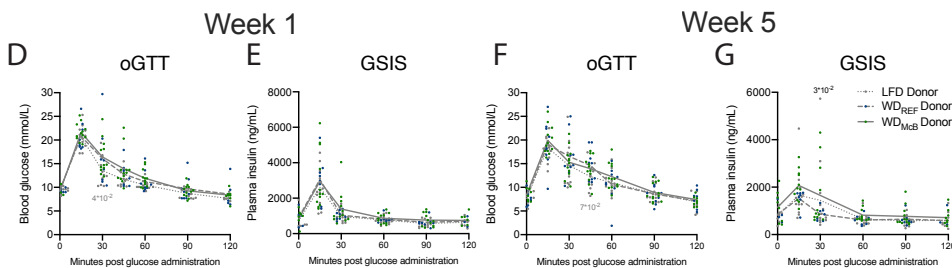 Week 1
Week 5
D
oGTT
Blood glucose (mmol/L)
30
25
20
15
10
5
0
4*10-2
0
30
60
90
120
Minutes post glucose administration
E
GSIS
Plasma insulin (ng/mL)
8000
6000
4000
2000
0
0
30
60
90
120
Minutes post glucose administration
F
oGTT
Blood glucose (mmol/L)
30
25
20
15
10
5
0
7*10-2
0
30
60
90
120
Minutes post glucose administration
G
GSIS
Plasma insulin (ng/mL)
6000
4000
2000
0
3*10-2
LFD Donor
WDREF Donor
WDMcB Donor
0
30
60
90
120
Minutes post glucose administration